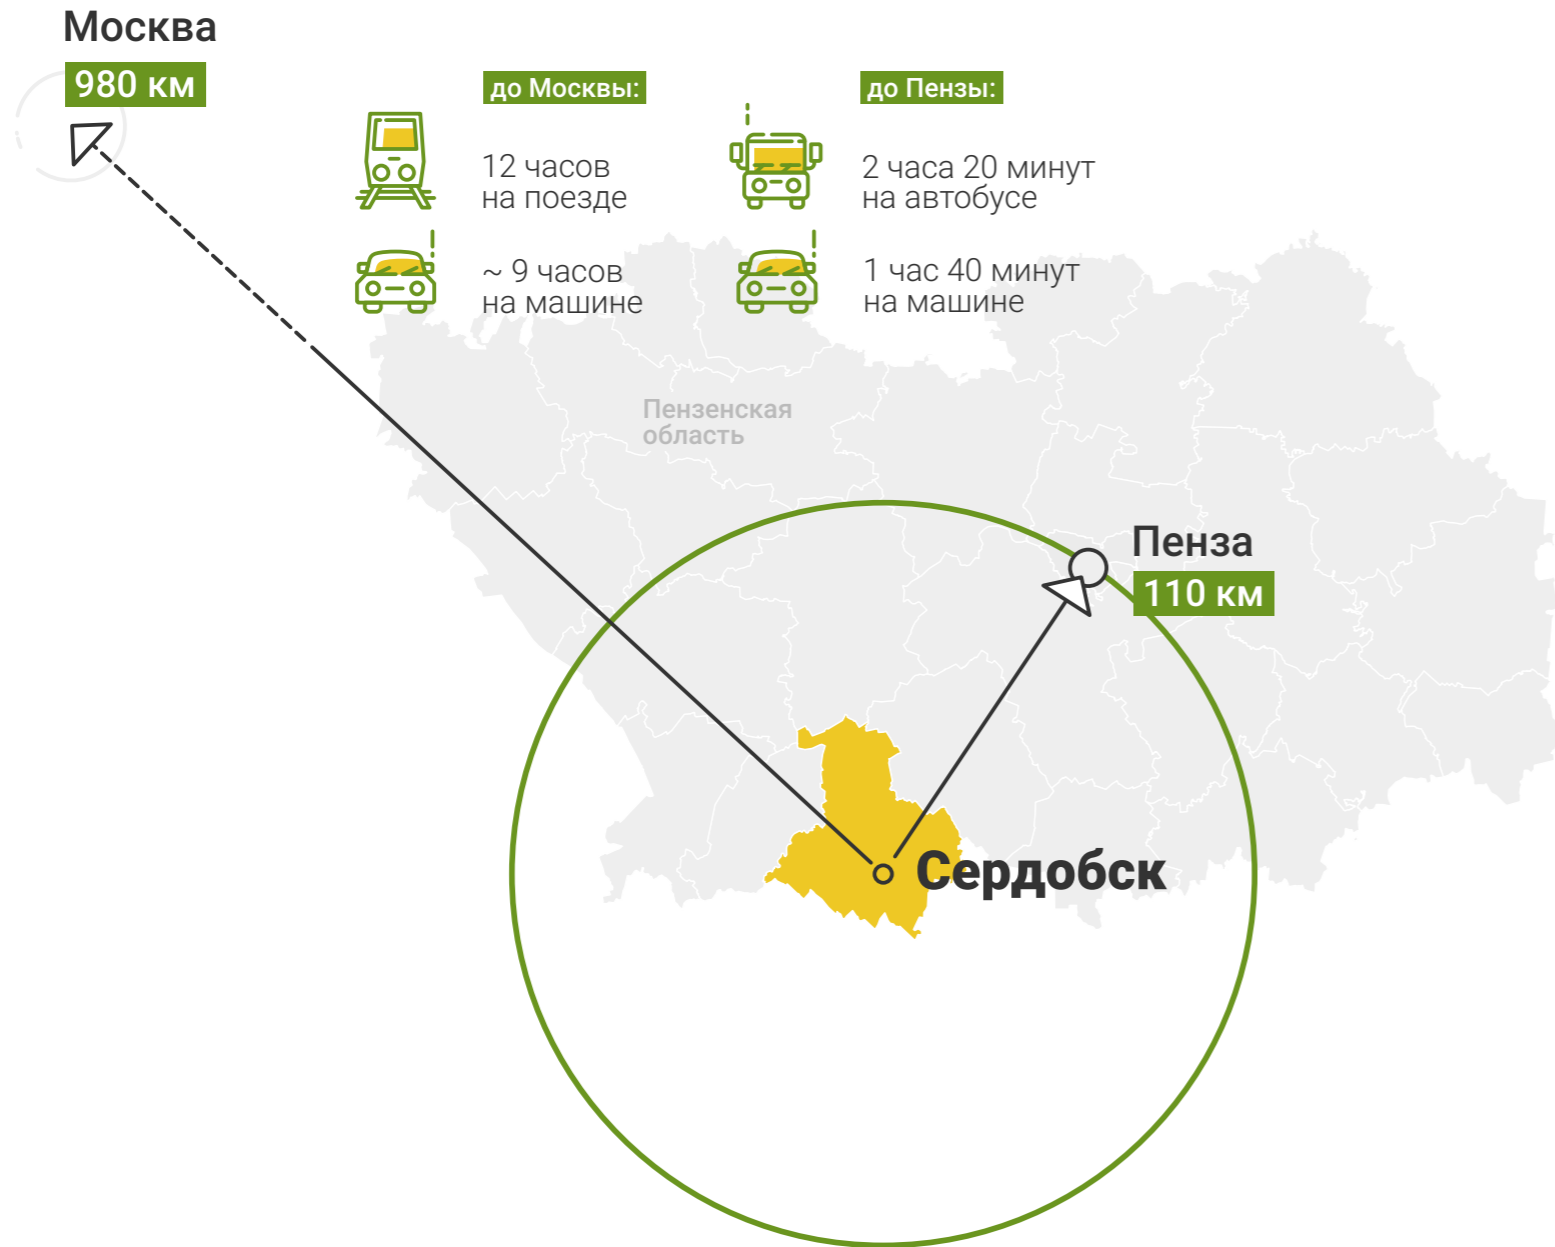 Москва
980 км
до Москвы:
12 часов
на поезде
~ 9 часов
на машине
до Пензы:
2 часа 20 минут
на автобусе
1 час 40 минут
на машине
Пензенская
область
Пенза
110 км
Сердобск